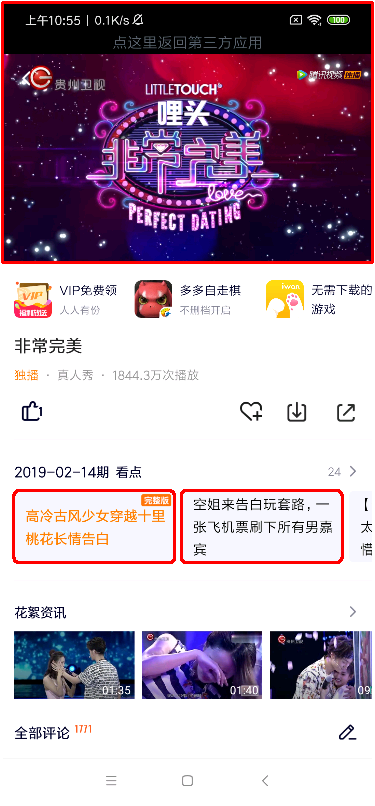 上午10:55 | 0.1K/s
100
点这里返回第三方应用
贵州卫视
腾讯视频 独播
LITTLETOUCH
哩头
非常完美
love
PERFECT DATING
VIP
VIP免费领
人人有份
多多自走棋
不删档开启
iwan
无需下载的
游戏
非常完美
独播 · 真人秀 · 1844.3万次播放
2019-02-14期 看点
24
完整版
高冷古风少女穿越十里
桃花长情告白
空姐来告白玩套路，一
张飞机票刷下所有男嘉
宾
【
太
惜
花絮资讯
01:35
01:40
09:
全部评论 1771